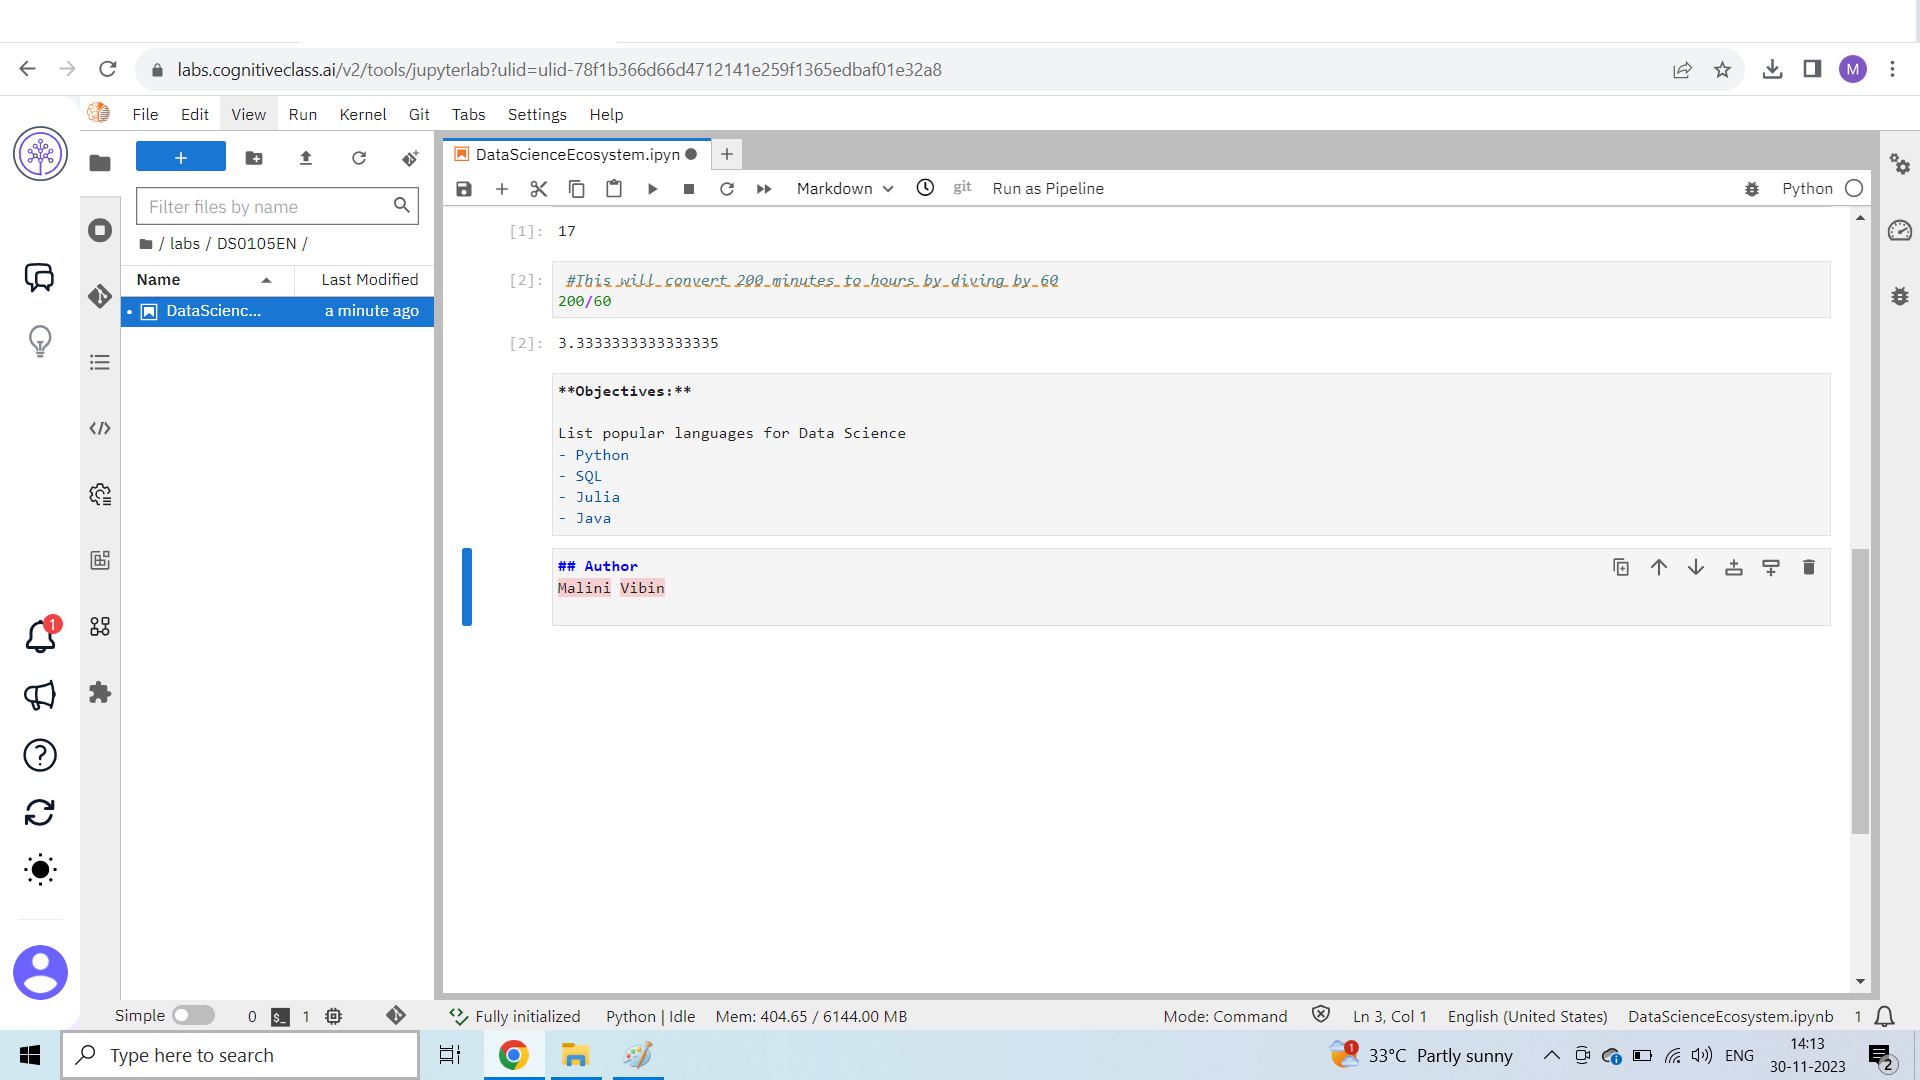 labs.cognitiveclass.ai/v2/tools/jupyterlab?ulid=ulid-78f1b366d66d4712141e259f1365edbaf01e32a8
M
File Edit View Run Kernel Git Tabs Settings Help
+
DataScienceEcosystem.ipyn
Markdown
git
Run as Pipeline
Python
Filter files by name
/ labs / DS0105EN /
Name
Last Modified
DataScienc...
a minute ago
[1]: 17
[2]: #This will convert 200 minutes to hours by diving by 60
200/60
[2]: 3.3333333333333335
**Objectives:**
List popular languages for Data Science
- Python
- SQL
- Julia
- Java
## Author
Malini Vibin
1
Simple
0
$_
1
Fully initialized
Python | Idle
Mem: 404.65 / 6144.00 MB
Mode: Command
Ln 3, Col 1
English (United States)
DataScienceEcosystem.ipynb
1
Type here to search
1
33°C Partly sunny
ENG
14:13
30-11-2023
2